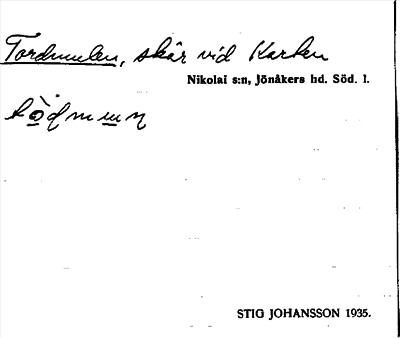 Tordmulen, skär vid Karten
Nikolai s:n, Jönåkers hd. Söd. l.
STIG JOHANSSON 1935.